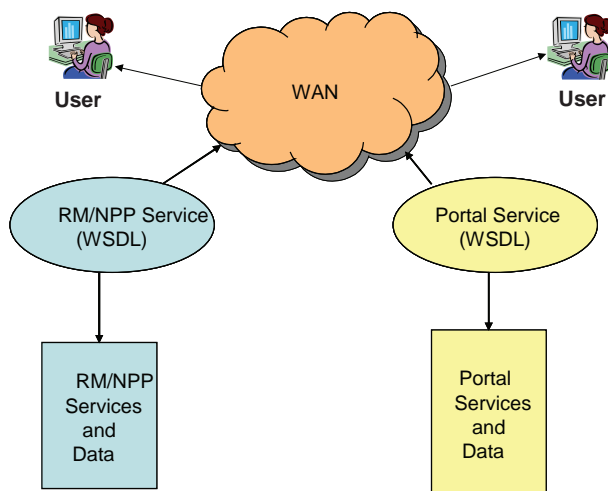 User
WAN
User
RM/NPP Service
(WSDL)
Portal Service
(WSDL)
RM/NPP
Services
and
Data
Portal
Services
and
Data